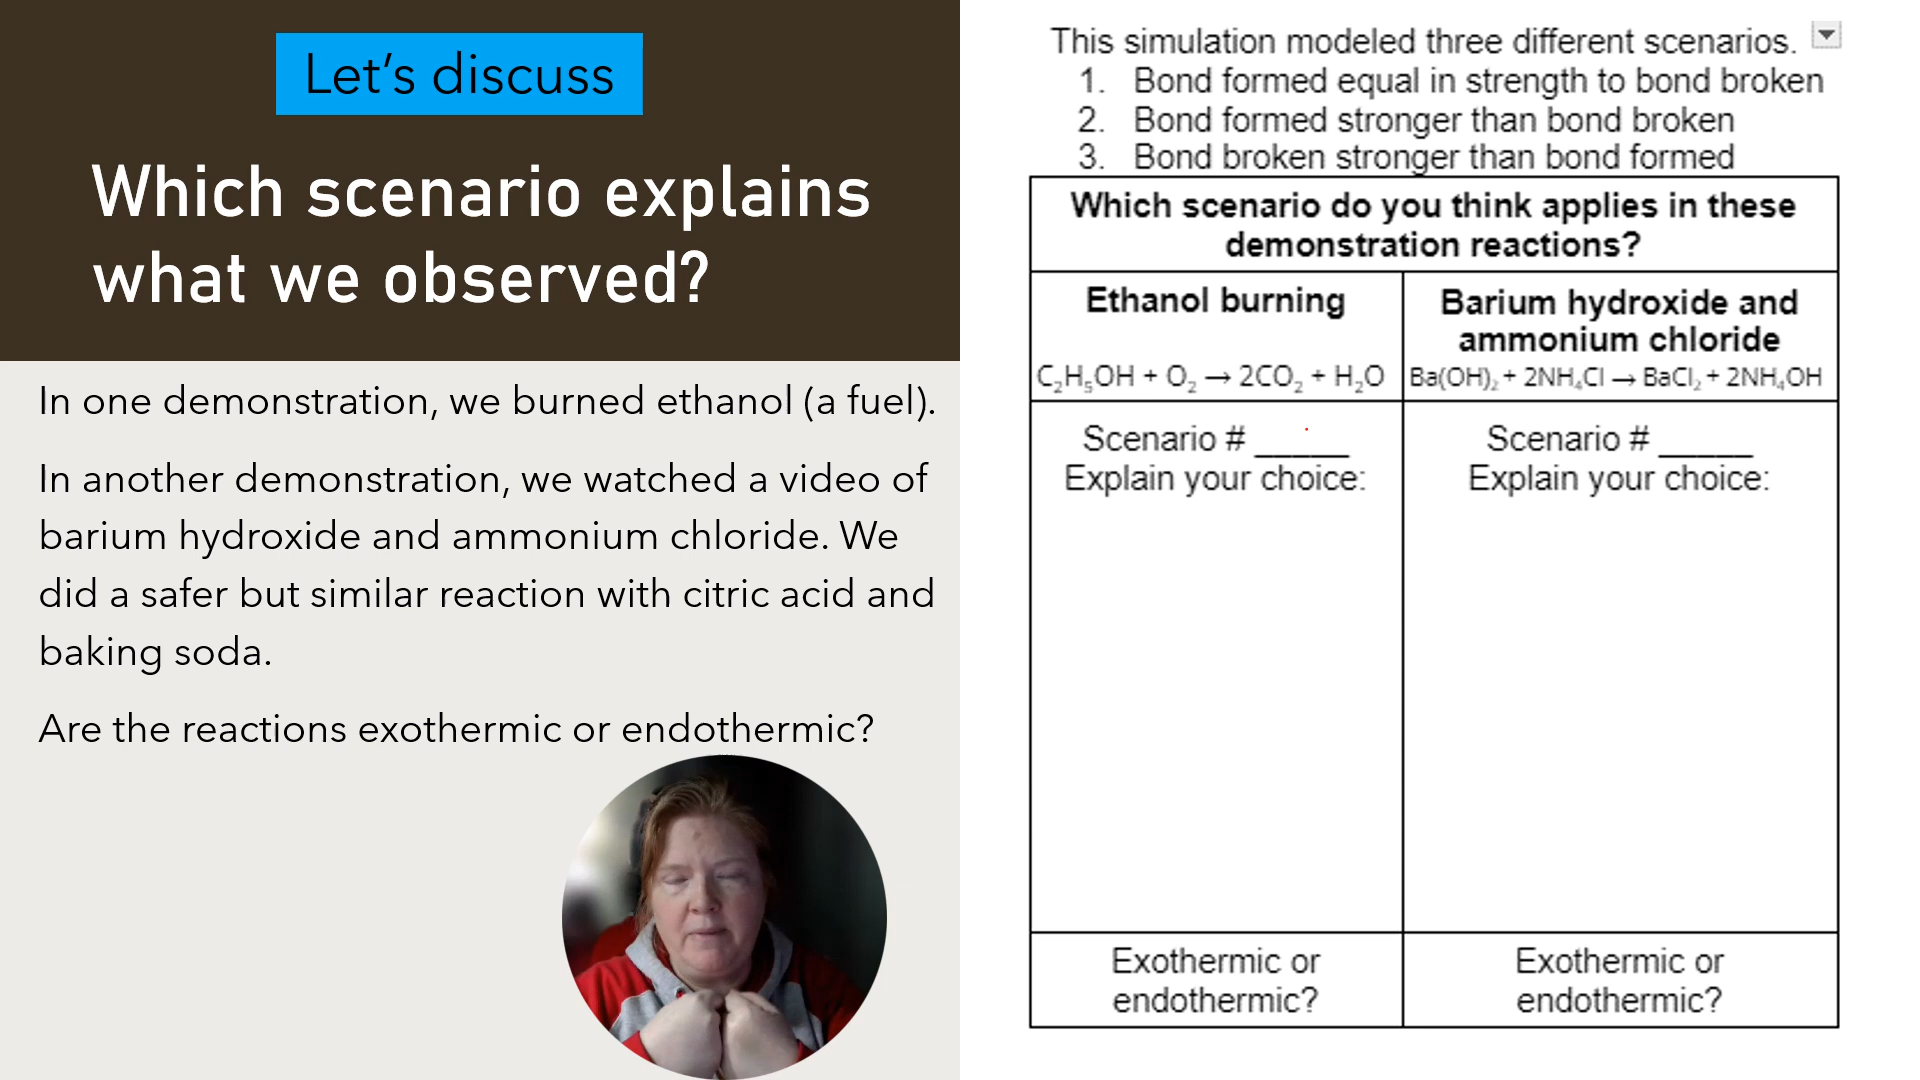 Let's discuss
Which scenario explains
what we observed?
In one demonstration, we burned ethanol (a fuel).
In another demonstration, we watched a video of
barium hydroxide and ammonium chloride. We
did a safer but similar reaction with citric acid and
baking soda.
Are the reactions exothermic or endothermic?
This simulation modeled three different scenarios.
1. Bond formed equal in strength to bond broken
2. Bond formed stronger than bond broken
3. Bond broken stronger than bond formed
Which scenario do you think applies in these
demonstration reactions?
Ethanol burning
C₂H₅OH + O₂ → 2CO₂ + H₂O
Scenario # _____
Explain your choice:
Exothermic or
endothermic?
Barium hydroxide and
ammonium chloride
Ba(OH)₂ + 2NH₄Cl → BaCl₂ + 2NH₄OH
Scenario # _____
Explain your choice:
Exothermic or
endothermic?